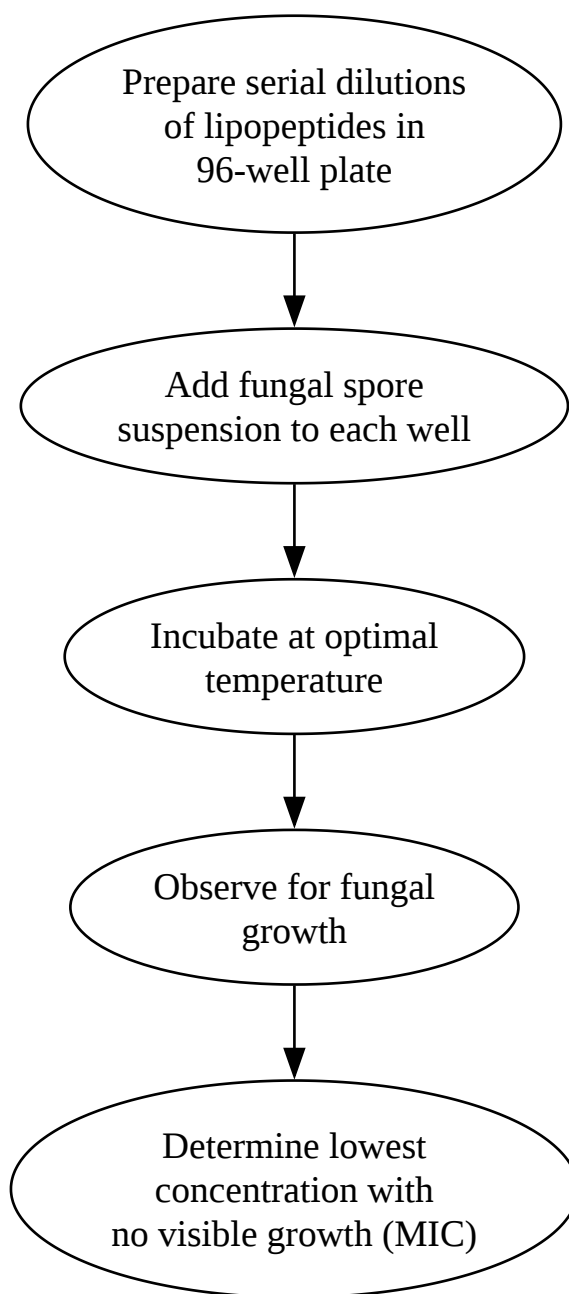 Prepare serial dilutions
of lipopeptides in
96-well plate
Add fungal spore
suspension to each well
Incubate at optimal
temperature
Observe for fungal
growth
Determine lowest
concentration with
no visible growth (MIC)